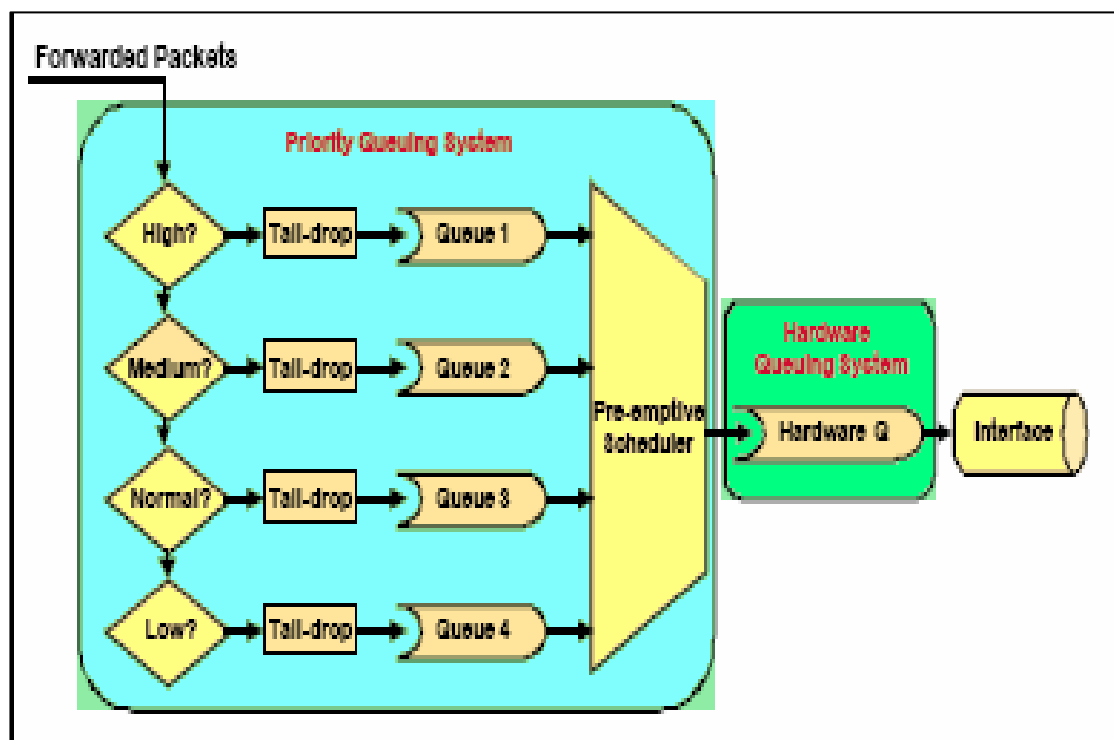 Forwarded Packets
Priority Queuing System
High?
Tail-drop
Queue 1
Medium?
Tail-drop
Queue 2
Normal?
Tail-drop
Queue 3
Low?
Tail-drop
Queue 4
Pre-emptive
Scheduler
Hardware
Queuing System
Hardware Q
Interface